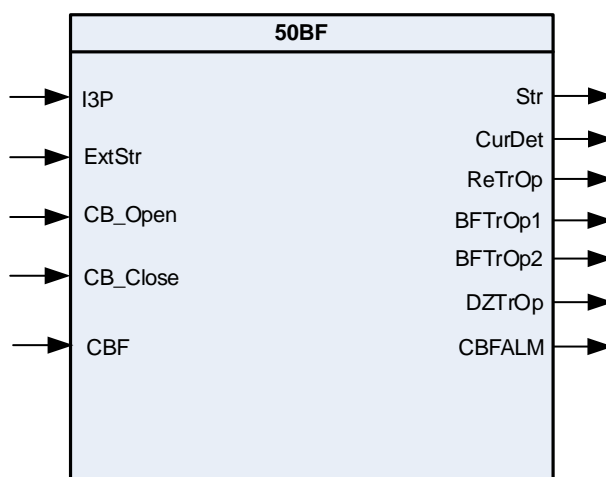 50BF
I3P
ExtStr
CB_Open
CB_Close
CBF
Str
CurDet
ReTrOp
BFTrOp1
BFTrOp2
DZTrOp
CBFALM